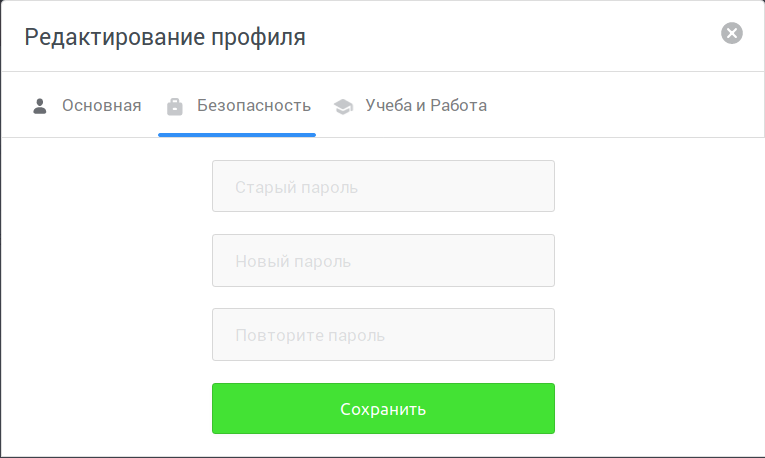 Редактирование профиля
Основная Безопасность Учеба и Работа
Старый пароль
Новый пароль
Повторите пароль
Сохранить